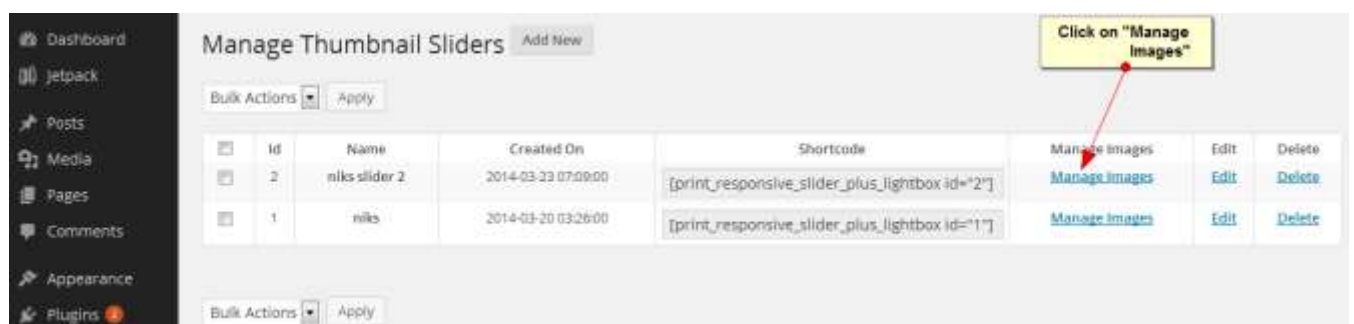 Dashboard
Jetpack
Posts
Media
Pages
Comments
Appearance
Plugins
Manage Thumbnail Sliders Add New
Click on "Manage
Images"
Bulk Actions Apply
Id Name Created On Shortcode Manage Images Edit Delete
2 niks slider 2 2014-03-23 07:09:00 [print_responsive_slider_plus_lightbox id="2"] Manage Images Edit Delete
1 niks 2014-03-20 03:26:00 [print_responsive_slider_plus_lightbox id="1"] Manage Images Edit Delete
Bulk Actions Apply